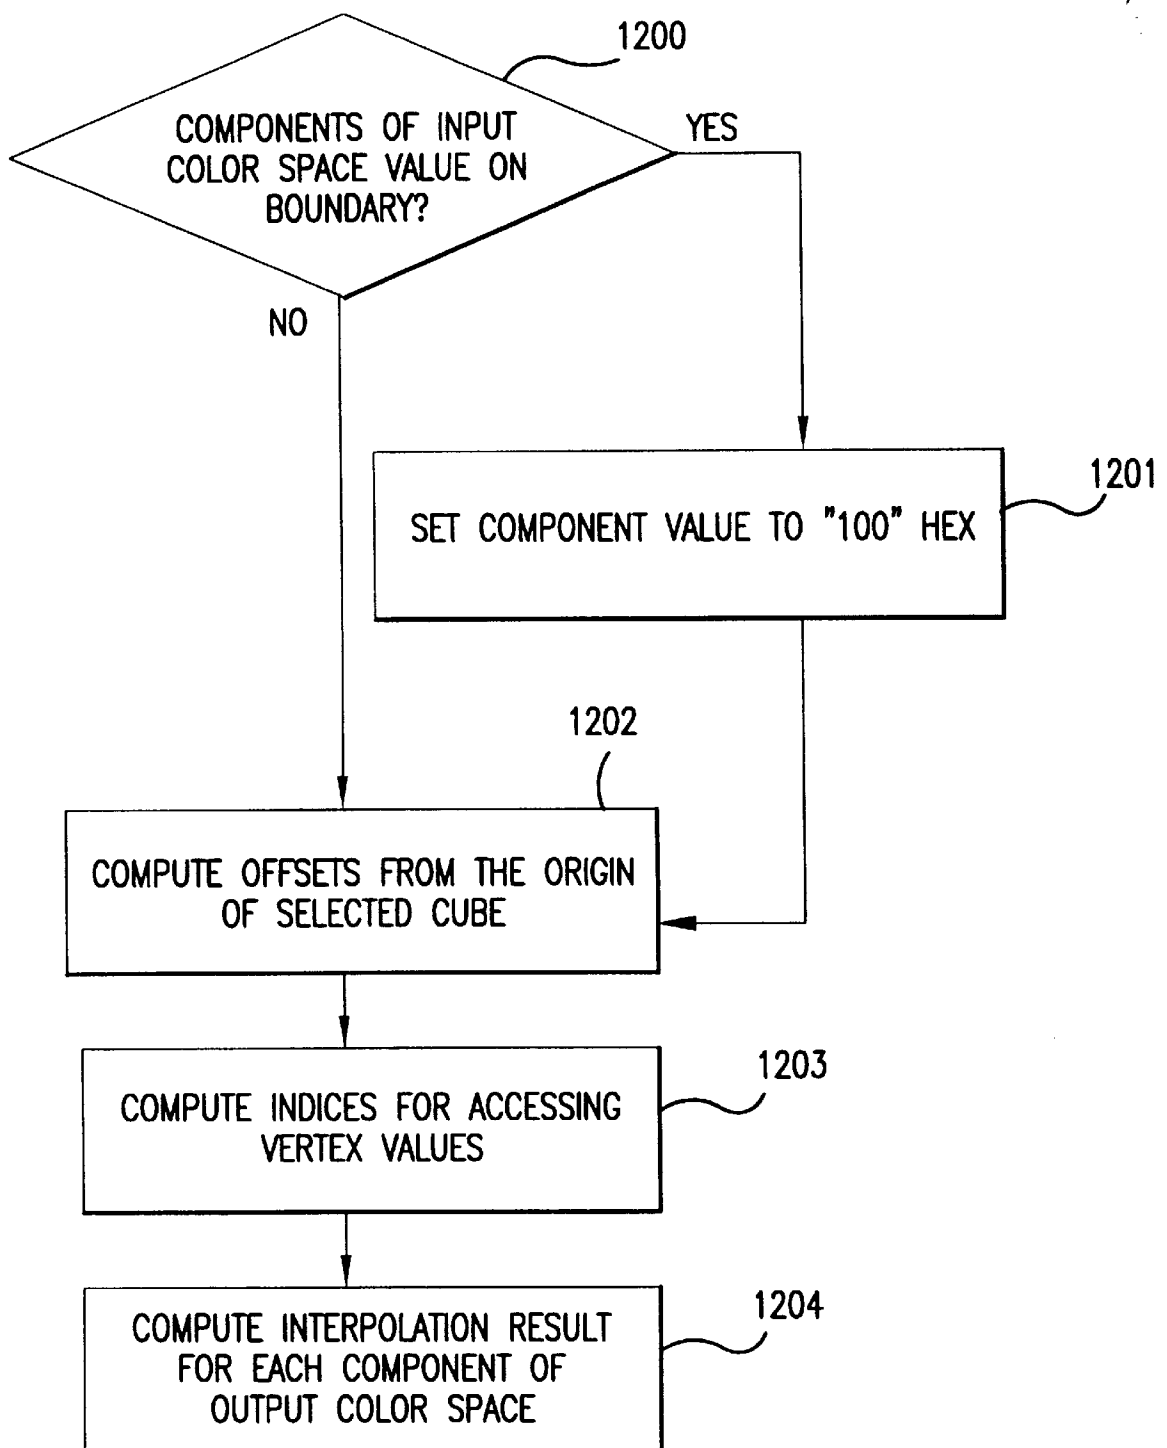 1200
COMPONENTS OF INPUT
COLOR SPACE VALUE ON
BOUNDARY?
YES
NO
1201
SET COMPONENT VALUE TO "100" HEX
1202
COMPUTE OFFSETS FROM THE ORIGIN
OF SELECTED CUBE
1203
COMPUTE INDICES FOR ACCESSING
VERTEX VALUES
1204
COMPUTE INTERPOLATION RESULT
FOR EACH COMPONENT OF
OUTPUT COLOR SPACE